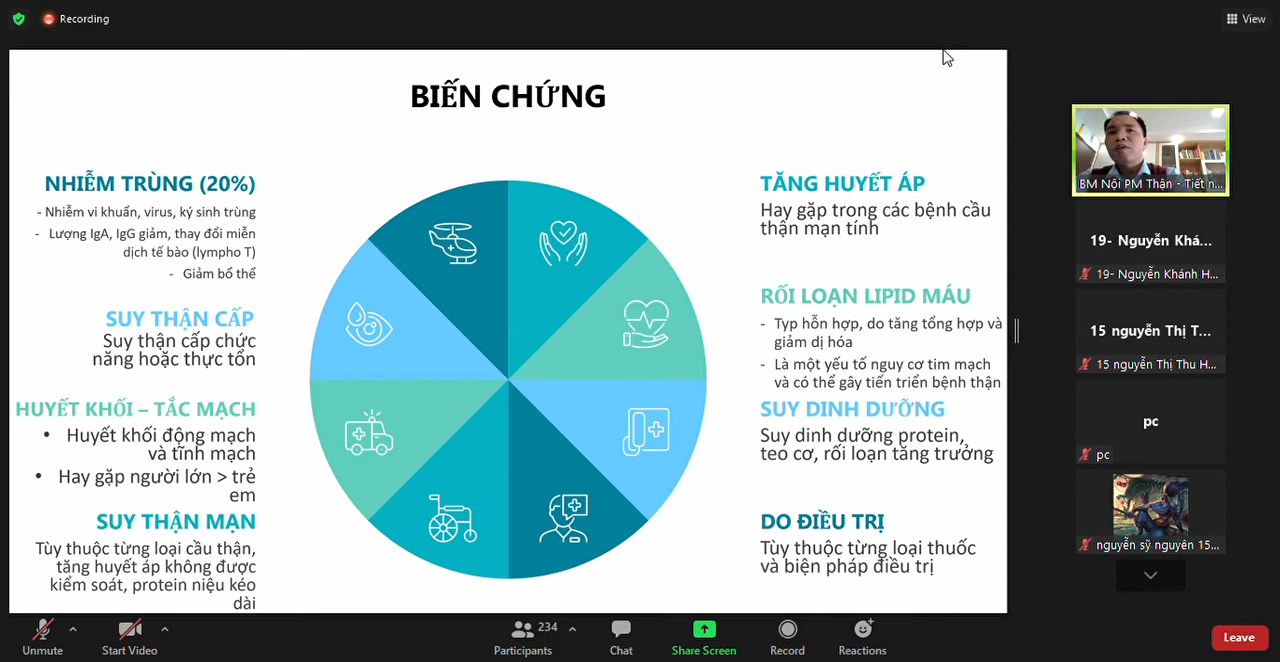 Recording
View
BIẾN CHỨNG
NHIỄM TRÙNG (20%)
- Nhiễm vi khuẩn, virus, ký sinh trùng
- Lượng IgA, IgG giảm, thay đổi miễn
dịch tế bào (lympho T)
- Giảm bổ thể
SUY THẬN CẤP
Suy thận cấp chức
năng hoặc thực tổn
HUYẾT KHỐI – TẮC MẠCH
• Huyết khối động mạch
và tĩnh mạch
• Hay gặp người lớn > trẻ
em
SUY THẬN MẠN
Tùy thuộc từng loại cầu thận,
tăng huyết áp không được
kiểm soát, protein niệu kéo
dài
TĂNG HUYẾT ÁP
Hay gặp trong các bệnh cầu
thận mạn tính
RỐI LOẠN LIPID MÁU
- Typ hỗn hợp, do tăng tổng hợp và
giảm dị hóa
- Là một yếu tố nguy cơ tim mạch
và có thể gây tiến triển bệnh thận
SUY DINH DƯỠNG
Suy dinh dưỡng protein,
teo cơ, rối loạn tăng trưởng
DO ĐIỀU TRỊ
Tùy thuộc từng loại thuốc
và biện pháp điều trị
BM Nội PM Thận - Tiết n...
19- Nguyễn Khá...
19- Nguyễn Khánh H...
15 nguyễn Thị T...
15 nguyễn Thị Thu H...
pc
pc
nguyễn sỹ nguyên 15...
Unmute
Start Video
234
Participants
Chat
Share Screen
Record
Reactions
Leave